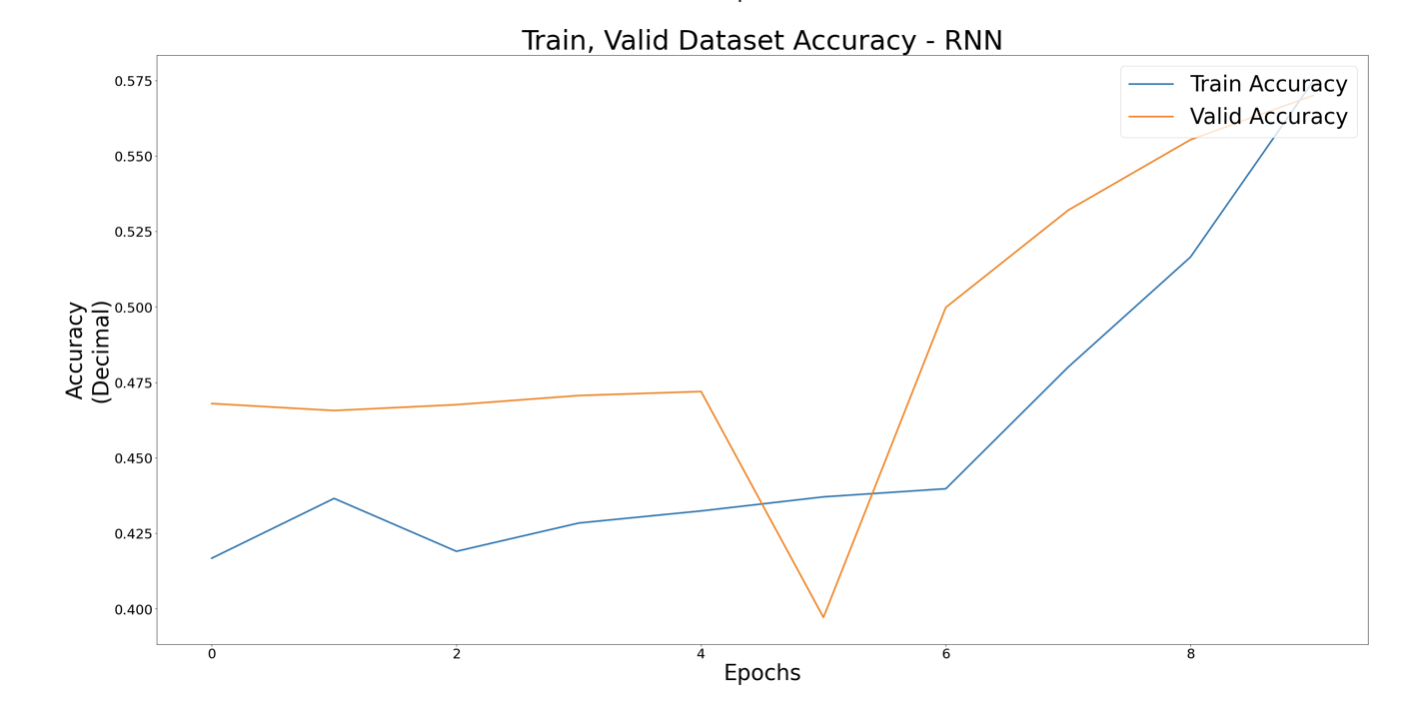 Train, Valid Dataset Accuracy - RNN
Train Accuracy
Valid Accuracy
0.575
0.550
0.525
0.500
0.475
0.450
0.425
0.400
Accuracy
(Decimal)
0 2 4 6 8
Epochs